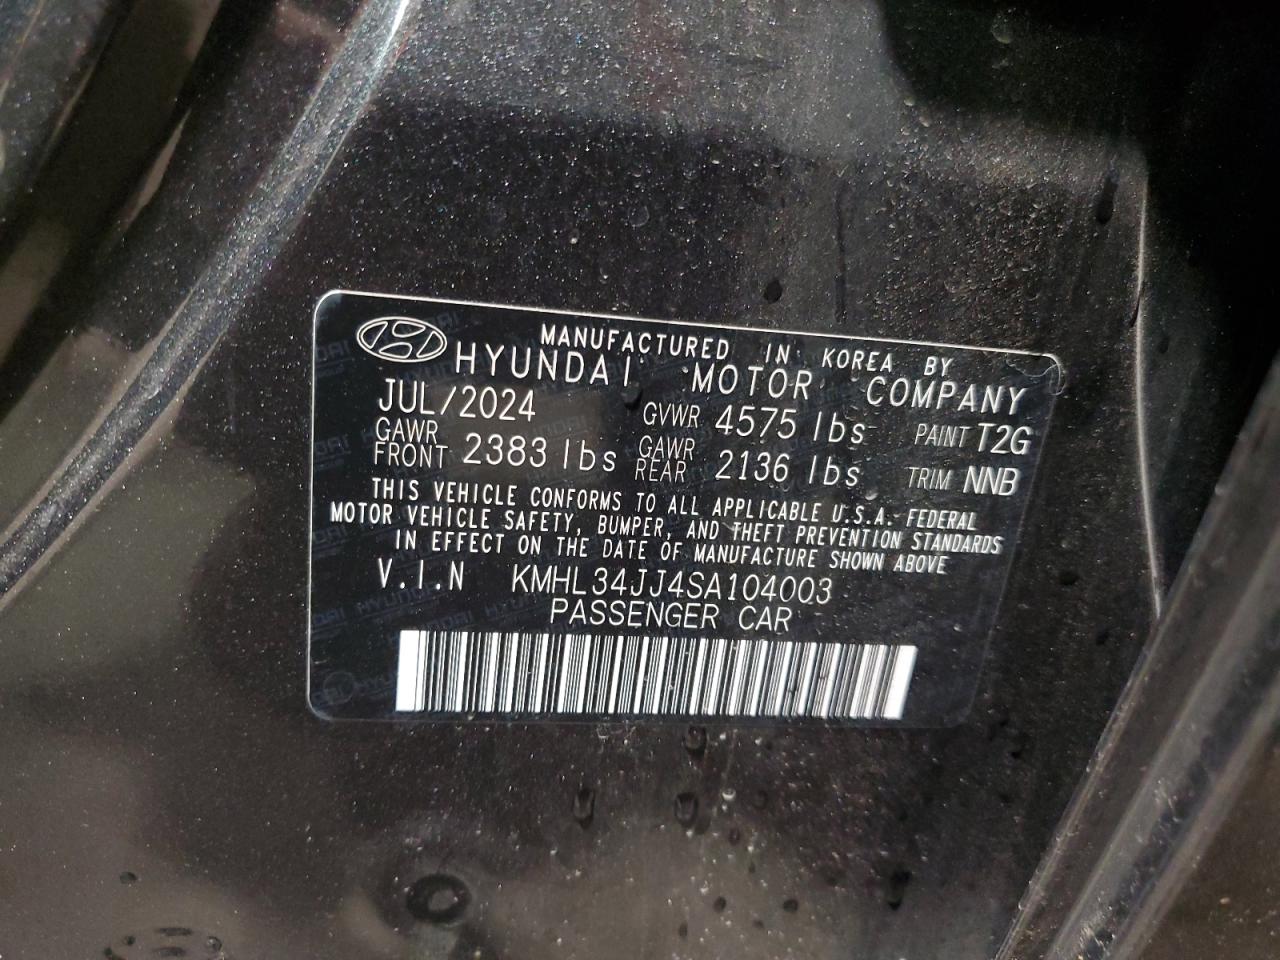 MANUFACTURED IN KOREA BY
HYUNDAI MOTOR COMPANY
JUL/2024 GVWR 4575 lbs PAINT T2G
GAWR FRONT 2383 lbs GAWR REAR 2136 lbs TRIM NNB
THIS VEHICLE CONFORMS TO ALL APPLICABLE U.S.A. FEDERAL
MOTOR VEHICLE SAFETY, BUMPER, AND THEFT PREVENTION STANDARDS
IN EFFECT ON THE DATE OF MANUFACTURE SHOWN ABOVE
V.I.N KMHL34JJ4SA104003
PASSENGER CAR